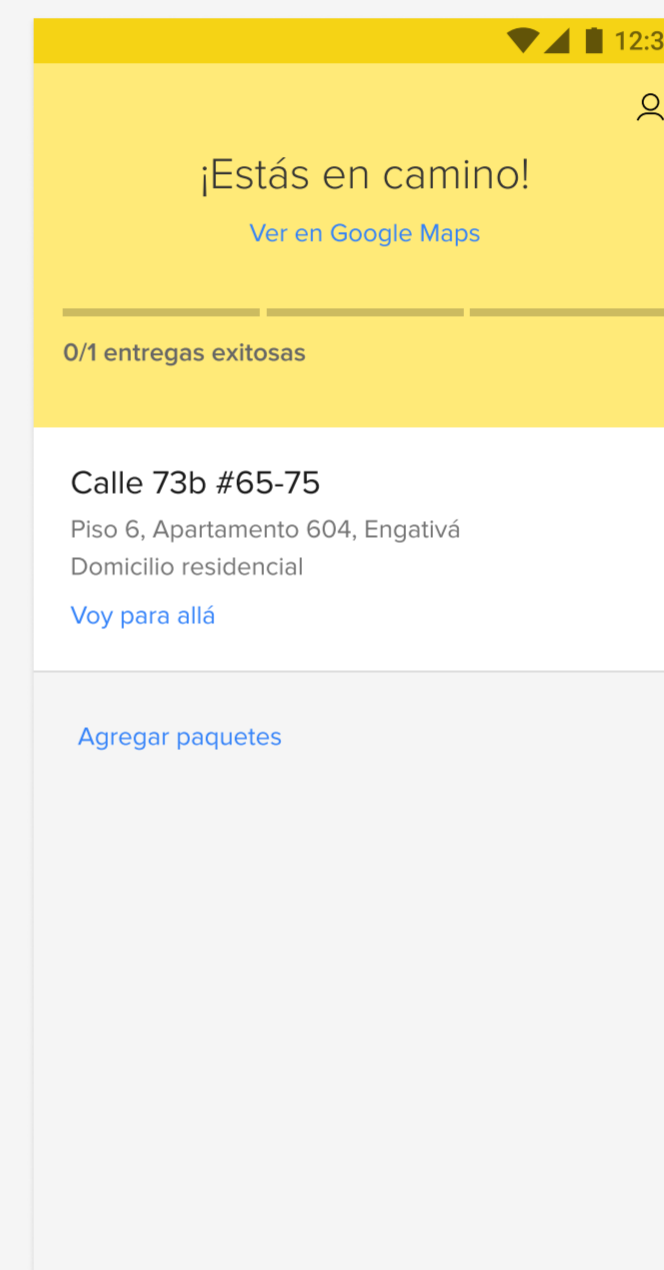 12:3
¡Estás en camino!
Ver en Google Maps
0/1 entregas exitosas
Calle 73b #65-75
Piso 6, Apartamento 604, Engativá
Domicilio residencial
Voy para allá
Agregar paquetes